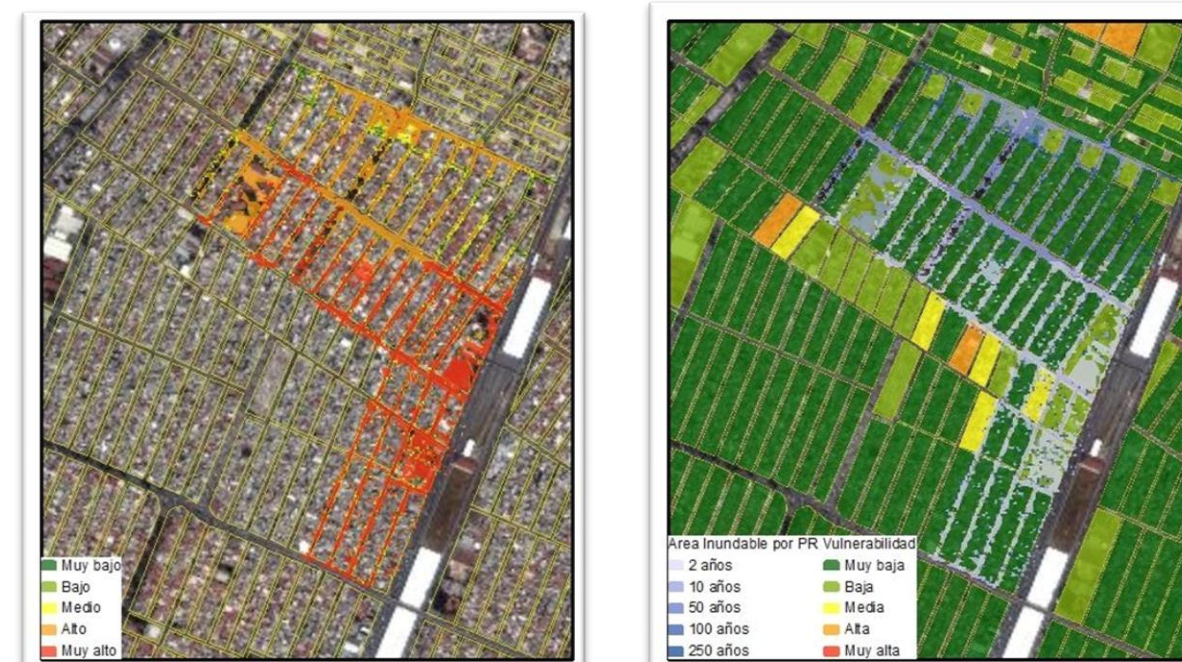 Muy bajo
Bajo
Medio
Alto
Muy alto
Area Inundable por PR Vulnerabilidad
2 años Muy baja
10 años Baja
50 años Media
100 años Alta
250 años Muy alta